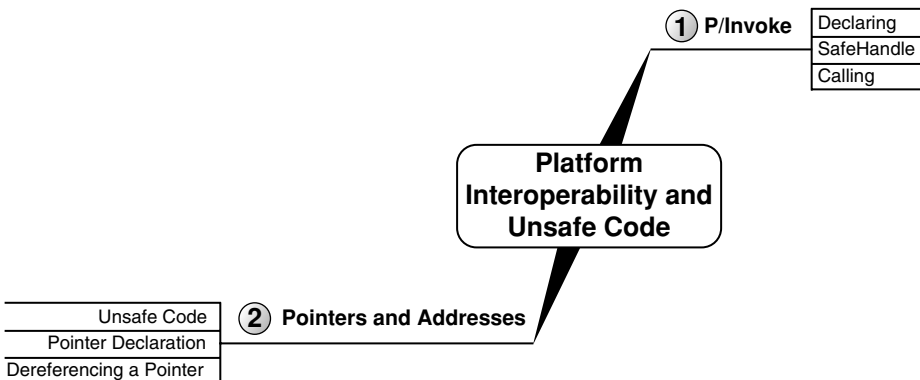 1 P/Invoke
Declaring
SafeHandle
Calling
Platform
Interoperability and
Unsafe Code
2 Pointers and Addresses
Unsafe Code
Pointer Declaration
Dereferencing a Pointer